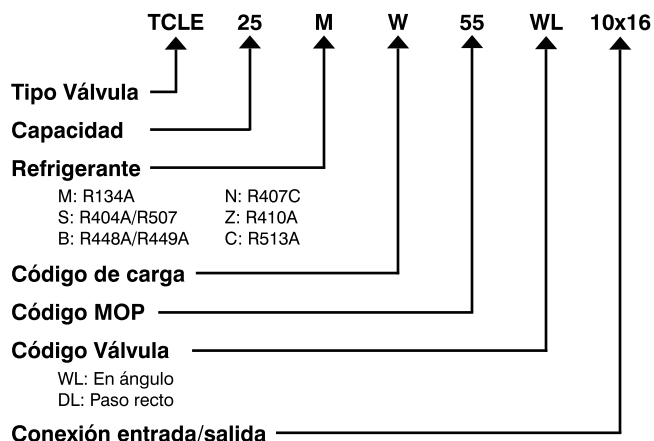 TCLE 25 M W 55 WL 10x16
Tipo Válvula
Capacidad
Refrigerante
M: R134A N: R407C
S: R404A/R507 Z: R410A
B: R448A/R449A C: R513A
Código de carga
Código MOP
Código Válvula
WL: En ángulo
DL: Paso recto
Conexión entrada/salida